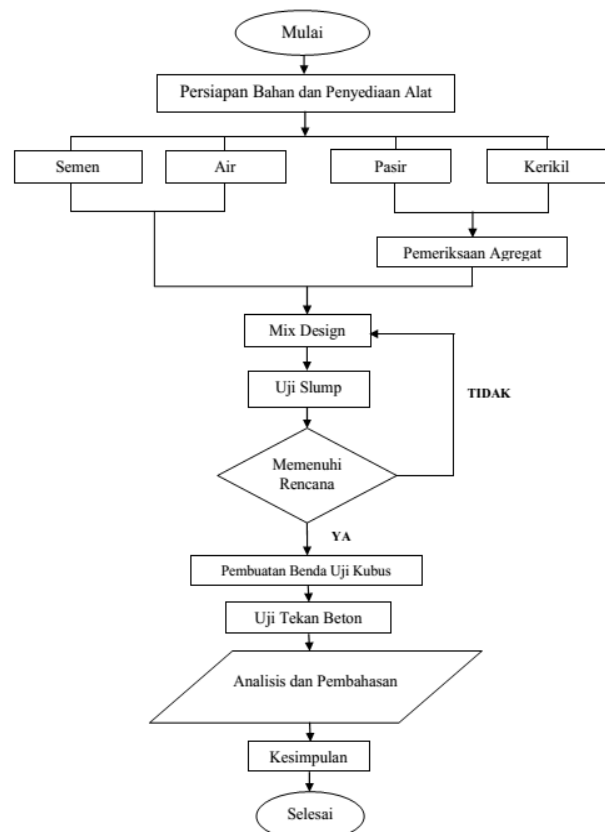 Mulai
Persiapan Bahan dan Penyediaan Alat
Semen
Air
Pasir
Kerikil
Pemeriksaan Agregat
Mix Design
Uji Slump
TIDAK
Memenuhi
Rencana
YA
Pembuatan Benda Uji Kubus
Uji Tekan Beton
Analisis dan Pembahasan
Kesimpulan
Selesai